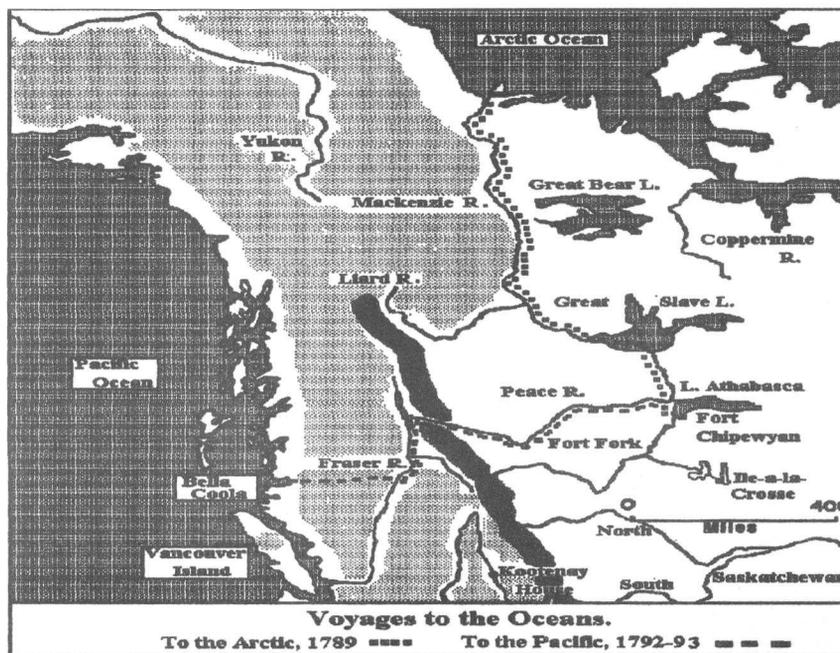 Arctic Ocean
Yukon
R.
Mackenzie R.
Great Bear L.
Coppermine
R.
Liard R.
Great Slave L.
Pacific
Ocean
Peace R.
L. Athabasca
Fort
Chipewyan
Fort Fork
Fraser R.
Bella
Coola
Ile-a-la-
Crosse
0 400
North Miles
Vancouver
Island
Kootenay
House
South Saskatchewan
Voyages to the Oceans.
To the Arctic, 1789 To the Pacific, 1792-93